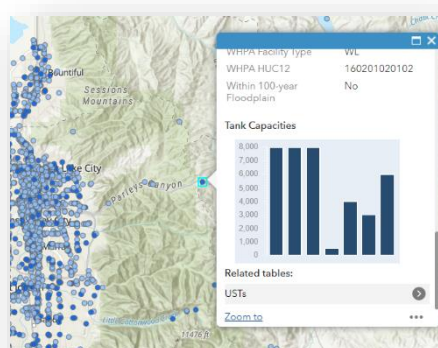 Bountiful
Sessions
Mountains
Lake City
Parleys Canyon
11476 ft
WHPA Facility Type WL
WHPA HUC12 160201020102
Within 100-year No
Floodplain
Tank Capacities
8,000
7,000
6,000
5,000
4,000
3,000
2,000
1,000
0
Related tables:
USTs
Zoom to